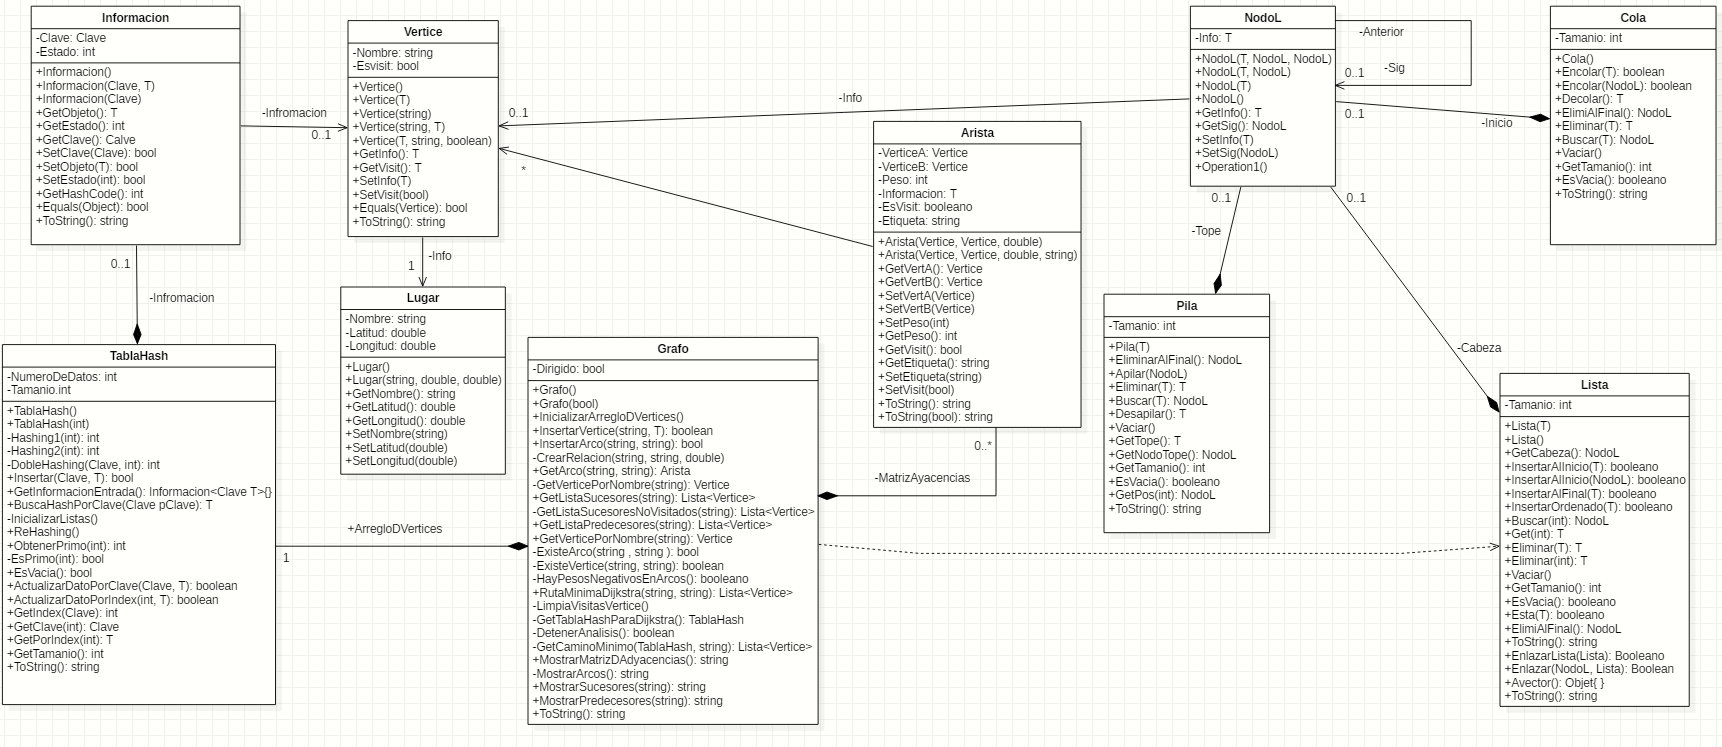 Informacion
-Clave: Clave
-Estado: int
+Informacion()
+Informacion(Clave, T)
+Informacion(Clave)
+GetObjeto(): T
+GetEstado(): int
+GetClave(): Calve
+SetClave(Clave): bool
+SetObjeto(T): bool
+SetEstado(int): bool
+GetHashCode(): int
+Equals(Object): bool
+ToString(): string
-Infromacion
0..1
Vertice
-Nombre: string
-Esvisit: bool
+Vertice()
+Vertice(T)
+Vertice(string)
+Vertice(string, T)
+Vertice(T, string, boolean)
+GetInfo(): T
+GetVisit(): T
+SetInfo(T)
+SetVisit(bool)
+Equals(Vertice): bool
+ToString(): string
0..1
-Info
*
NodoL
-Info: T
+NodoL(T, NodoL, NodoL)
+NodoL(T, NodoL)
+NodoL(T)
+NodoL()
+GetInfo(): T
+GetSig(): NodoL
+SetInfo(T)
+SetSig(NodoL)
+Operation1()
-Anterior
-Sig
0..1
0..1
-Inicio
Cola
-Tamanio: int
+Cola()
+Encolar(T): boolean
+Encolar(NodoL): boolean
+Decolar(): T
+ElimiAlFinal(): NodoL
+Eliminar(T): T
+Buscar(T): NodoL
+Vaciar()
+GetTamanio(): int
+EsVacia(): booleano
+ToString(): string
Arista
-VerticeA: Vertice
-VerticeB: Vertice
-Peso: int
-Informacion: T
-EsVisit: booleano
-Etiqueta: string
+Arista(Vertice, Vertice, double)
+Arista(Vertice, Vertice, double, string)
+GetVertA(): Vertice
+GetVertB(): Vertice
+SetVertA(Vertice)
+SetVertB(Vertice)
+SetPeso(int)
+GetPeso(): int
+GetVisit(): bool
+GetEtiqueta(): string
+SetEtiqueta(string)
+SetVisit(bool)
+ToString(): string
+ToString(bool): string
0..*
-MatrizAyacencias
0..1
-Tope
0..1
-Cabeza
0..1
-Infromacion
1
-Info
Lugar
-Nombre: string
-Latitud: double
-Longitud: double
+Lugar()
+Lugar(string, double, double)
+GetNombre(): string
+GetLatitud(): double
+GetLongitud(): double
+SetNombre(string)
+SetLatitud(double)
+SetLongitud(double)
TablaHash
-NumeroDeDatos: int
-Tamanio.int
+TablaHash()
+TablaHash(int)
-Hashing1(int): int
-Hashing2(int): int
-DobleHashing(Clave, int): int
+Insertar(Clave, T): bool
+GetInformacionEntrada(): Informacion<Clave T>{}
+BuscaHashPorClave(Clave pClave): T
-InicializarListas()
+ReHashing()
+ObtenerPrimo(int): int
-EsPrimo(int): bool
+EsVacia(): bool
+ActualizarDatoPorClave(Clave, T): boolean
+ActualizarDatoPorIndex(int, T): boolean
+GetIndex(Clave): int
+GetClave(int): Clave
+GetPorIndex(int): T
+GetTamanio(): int
+ToString(): string
+ArregloDVertices
1
Grafo
-Dirigido: bool
+Grafo()
+Grafo(bool)
+InicializarArregloDVertices()
+InsertarVertice(string, T): boolean
+InsertarArco(string, string): bool
-CrearRelacion(string, string, double)
+GetArco(string, string): Arista
-GetVerticePorNombre(string): Vertice
+GetListaSucesores(string): Lista<Vertice>
-GetListaSucesoresNoVisitados(string): Lista<Vertice>
+GetListaPredecesores(string): Lista<Vertice>
+GetVerticePorNombre(string): Vertice
-ExisteArco(string , string ): bool
-ExisteVertice(string, string): boolean
-HayPesosNegativosEnArcos(): booleano
+RutaMinimaDijkstra(string, string): Lista<Vertice>
-LimpiaVisitasVertice()
-GetTablaHashParaDijkstra(): TablaHash
-DetenerAnalisis(): boolean
-GetCaminoMinimo(TablaHash, string): Lista<Vertice>
+MostrarMatrizDAdyacencias(): string
-MostrarArcos(): string
+MostrarSucesores(string): string
+MostrarPredecesores(string): string
+ToString(): string
Pila
-Tamanio: int
+Pila(T)
+EliminarAlFinal(): NodoL
+Apilar(NodoL)
+Eliminar(T): T
+Buscar(T): NodoL
+Desapilar(): T
+Vaciar()
+GetTope(): T
+GetNodoTope(): NodoL
+GetTamanio(): int
+EsVacia(): booleano
+GetPos(int): NodoL
+ToString(): string
Lista
-Tamanio: int
+Lista(T)
+Lista()
+GetCabeza(): NodoL
+InsertarAlInicio(T): booleano
+InsertarAlInicio(NodoL): booleano
+InsertarAlFinal(T): booleano
+InsertarOrdenado(T): booleano
+Buscar(int): NodoL
+Get(int): T
+Eliminar(T): T
+Eliminar(int): T
+Vaciar()
+GetTamanio(): int
+EsVacia(): booleano
+Esta(T): booleano
+ElimiAlFinal(): NodoL
+ToString(): string
+EnlazarLista(Lista): Booleano
+Enlazar(NodoL, Lista): Boolean
+Avector(): Objet{ }
+ToString(): string